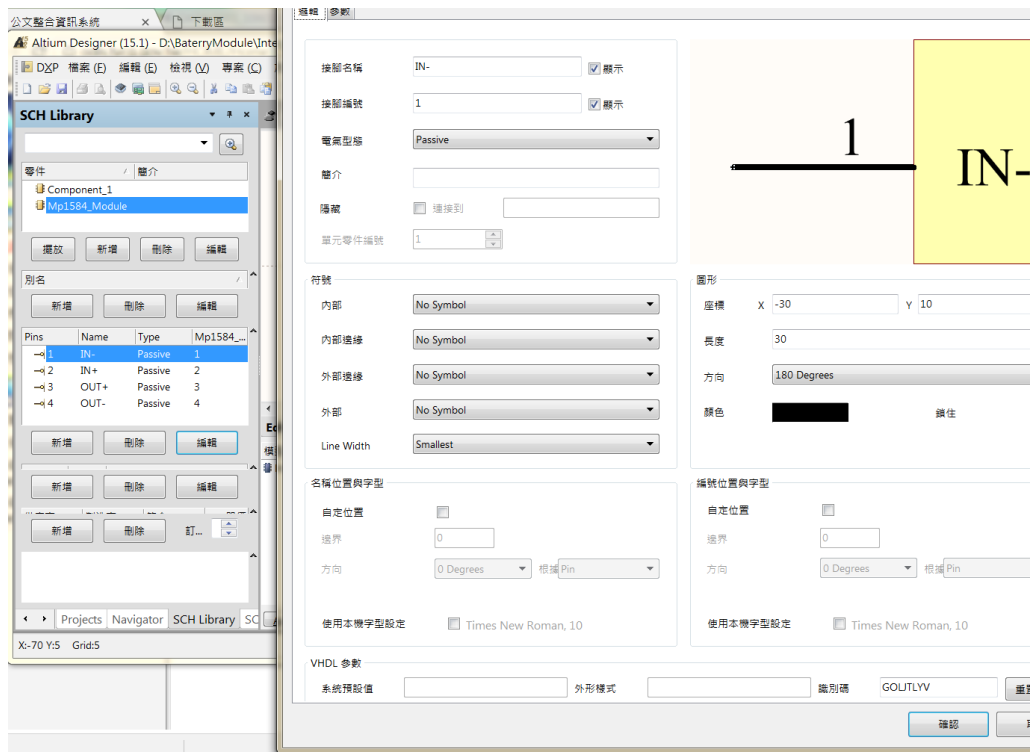 公文整合資訊系統 × 下載區
Altium Designer (15.1) - D:\BaterryModule\Inte
DXP 檔案 (F) 編輯 (E) 檢視 (V) 專案 (C)
SCH Library
零件 / 簡介
Component_1
Mp1584_Module
擺放 新增 刪除 編輯
別名 /
新增 刪除 編輯
Pins Name Type Mp1584_...
1 IN- Passive 1
2 IN+ Passive 2
3 OUT+ Passive 3
4 OUT- Passive 4
新增 刪除 編輯
新增 刪除 編輯
新增 刪除 訂...
Projects Navigator SCH Library SC
X:-70 Y:5 Grid:5
邏輯 參數
接腳名稱 IN- 顯示
接腳編號 1 顯示
電氣型態 Passive
簡介
隱藏 連接到
單元零件編號 1
1
IN-
符號
內部 No Symbol
內部邊緣 No Symbol
外部邊緣 No Symbol
外部 No Symbol
Line Width Smallest
圖形
座標 X -30 Y 10
長度 30
方向 180 Degrees
顏色 鎖住
名稱位置與字型
自定位置
邊界 0
方向 0 Degrees 根據 Pin
使用本機字型設定 Times New Roman, 10
編號位置與字型
自定位置
邊界 0
方向 0 Degrees 根據 Pin
使用本機字型設定 Times New Roman, 10
VHDL 參數
系統預設值 外形樣式 識別碼 GOIJTLYV
確認